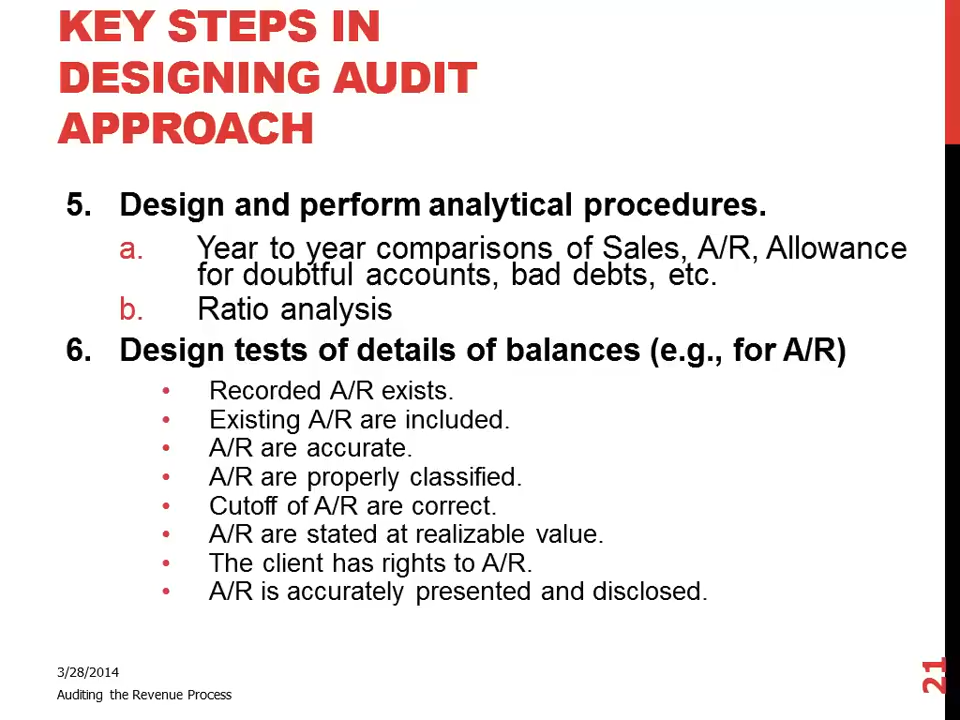 KEY STEPS IN
DESIGNING AUDIT
APPROACH
5. Design and perform analytical procedures.
a. Year to year comparisons of Sales, A/R, Allowance
for doubtful accounts, bad debts, etc.
b. Ratio analysis
6. Design tests of details of balances (e.g., for A/R)
• Recorded A/R exists.
• Existing A/R are included.
• A/R are accurate.
• A/R are properly classified.
• Cutoff of A/R are correct.
• A/R are stated at realizable value.
• The client has rights to A/R.
• A/R is accurately presented and disclosed.
3/28/2014
Auditing the Revenue Process
21